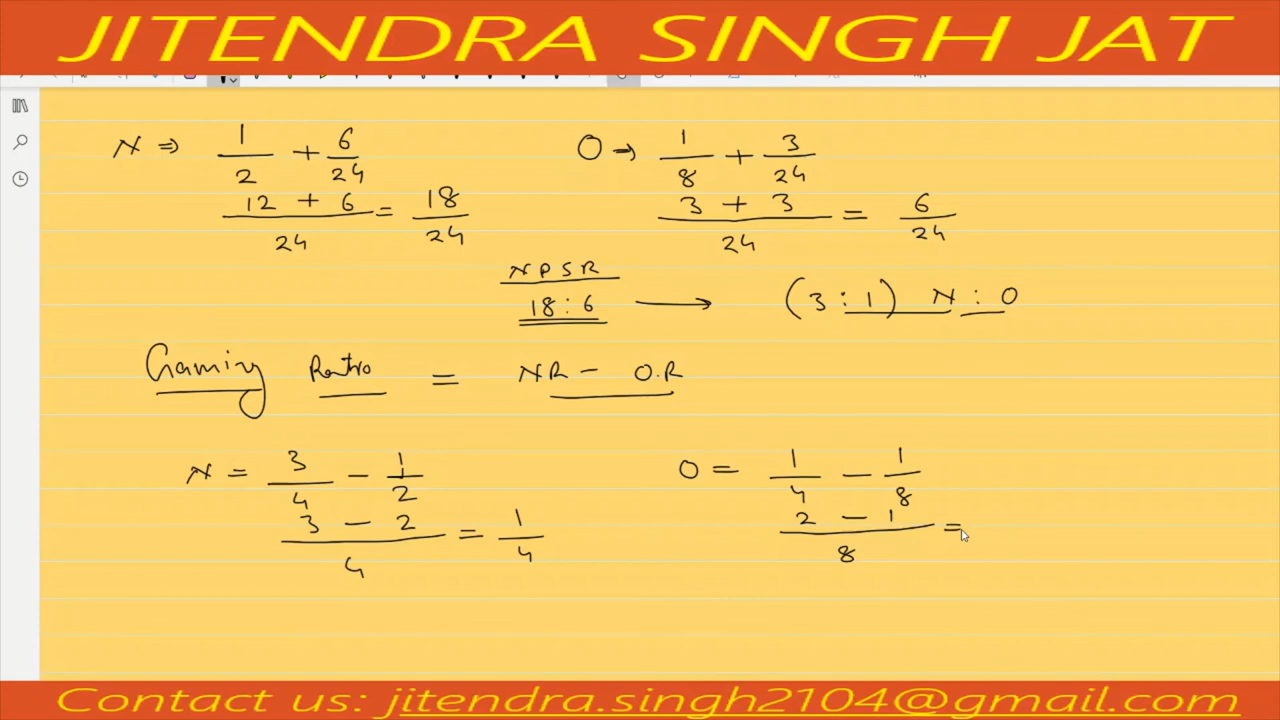 JITENDRA SINGH JAT
N ⇒ 1/2 + 6/24
12 + 6 / 24 = 18/24
O → 1/8 + 3/24
3 + 3 / 24 = 6/24
NPSR
18 : 6 → (3 : 1) N : O
Gaining Ratio = NR - O.R
N = 3/4 - 1/2
3 - 2 / 4 = 1/4
O = 1/4 - 1/8
2 - 1 / 8 =
Contact us: jitendra.singh2104@gmail.com